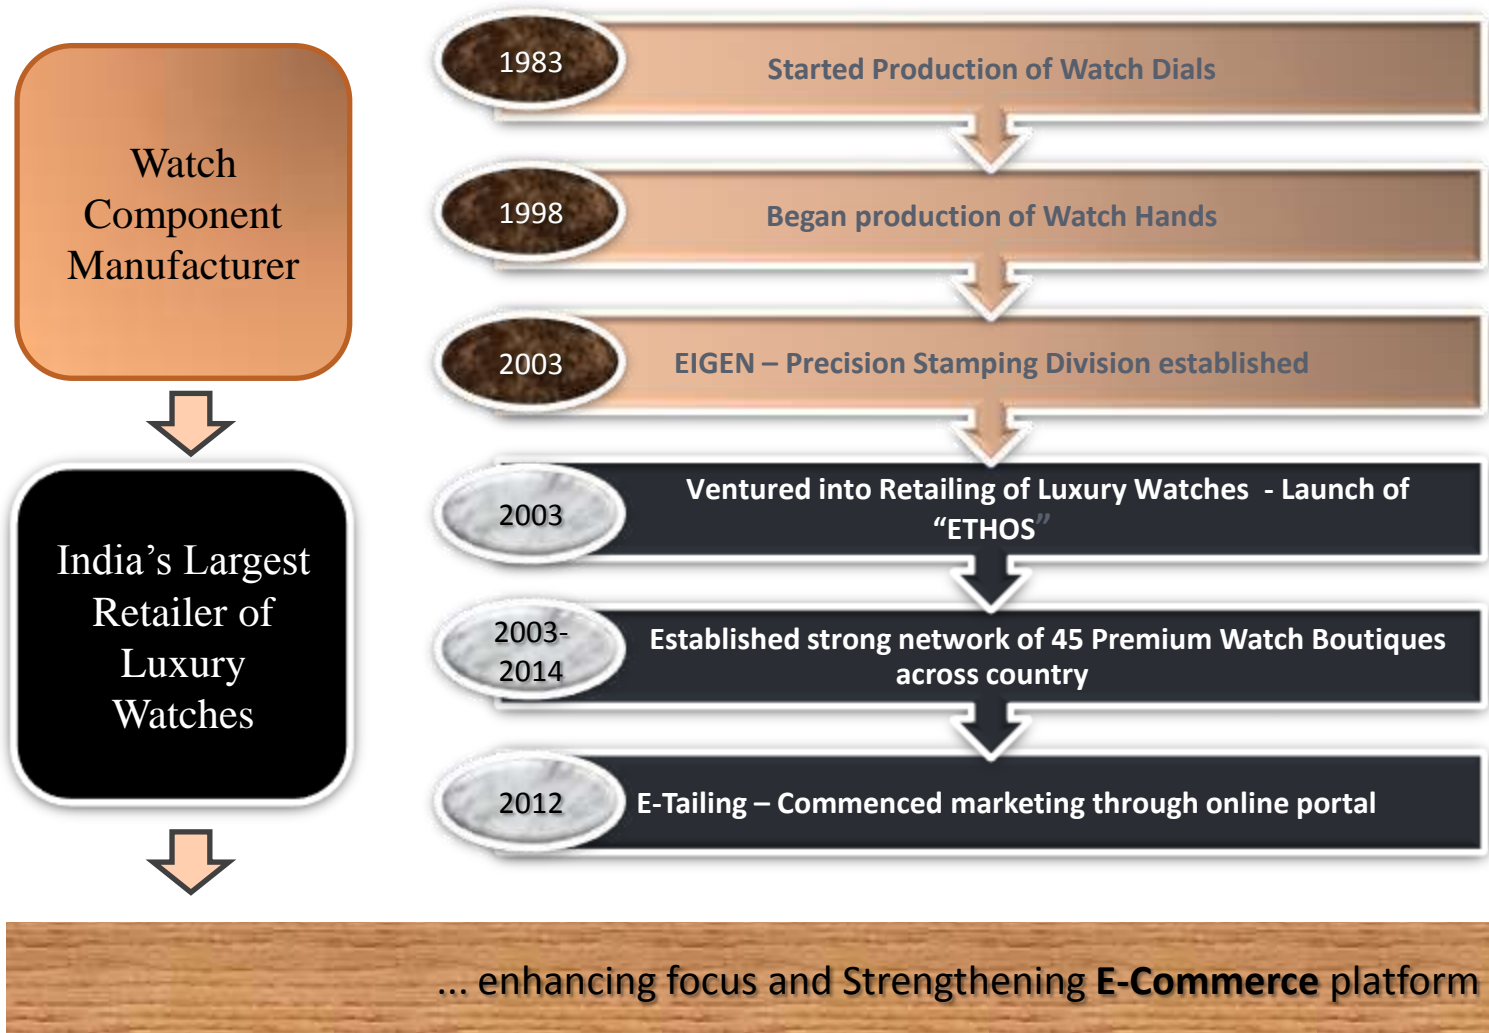 Watch
Component
Manufacturer
India’s Largest
Retailer of
Luxury
Watches
1983
Started Production of Watch Dials
1998
Began production of Watch Hands
2003
EIGEN – Precision Stamping Division established
2003
Ventured into Retailing of Luxury Watches  - Launch of
“ETHOS”
2003-
2014
Established strong network of 45 Premium Watch Boutiques
across country
2012
E-Tailing – Commenced marketing through online portal
... enhancing focus and Strengthening E-Commerce platform